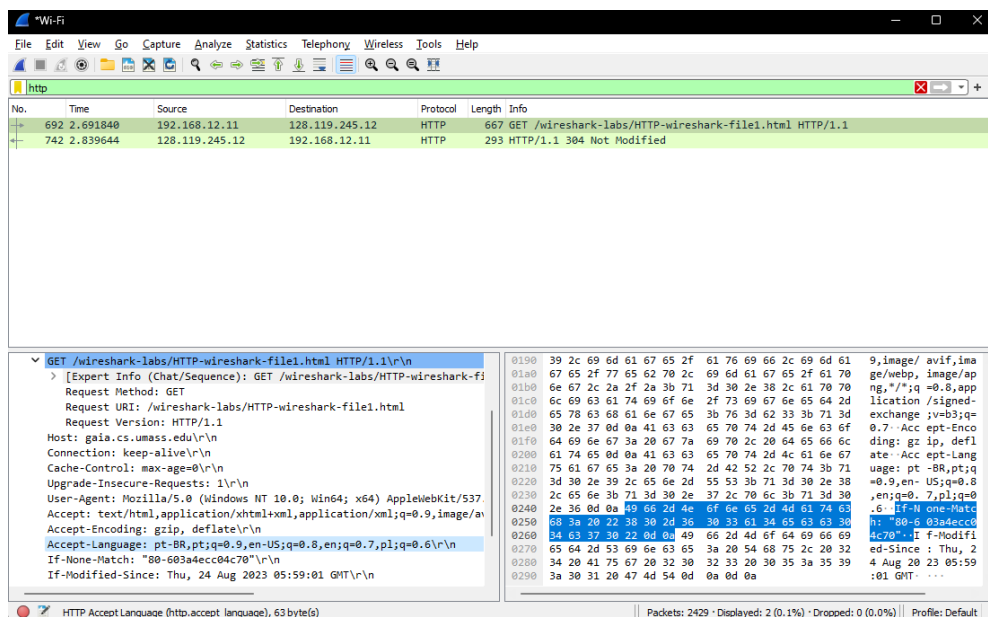 *Wi-Fi
File Edit View Go Capture Analyze Statistics Telephony Wireless Tools Help
http
No. Time Source Destination Protocol Length Info
692 2.691840 192.168.12.11 128.119.245.12 HTTP 667 GET /wireshark-labs/HTTP-wireshark-file1.html HTTP/1.1
742 2.839644 128.119.245.12 192.168.12.11 HTTP 293 HTTP/1.1 304 Not Modified
GET /wireshark-labs/HTTP-wireshark-file1.html HTTP/1.1\r\n
[Expert Info (Chat/Sequence): GET /wireshark-labs/HTTP-wireshark-fi
Request Method: GET
Request URI: /wireshark-labs/HTTP-wireshark-file1.html
Request Version: HTTP/1.1
Host: gaia.cs.umass.edu\r\n
Connection: keep-alive\r\n
Cache-Control: max-age=0\r\n
Upgrade-Insecure-Requests: 1\r\n
User-Agent: Mozilla/5.0 (Windows NT 10.0; Win64; x64) AppleWebKit/537.
Accept: text/html,application/xhtml+xml,application/xml;q=0.9,image/av
Accept-Encoding: gzip, deflate\r\n
Accept-Language: pt-BR,pt;q=0.9,en-US;q=0.8,en;q=0.7,pl;q=0.6\r\n
If-None-Match: "80-603a4ecc04c70"\r\n
If-Modified-Since: Thu, 24 Aug 2023 05:59:01 GMT\r\n
0190 39 2c 69 6d 61 67 65 2f 61 76 69 66 2c 69 6d 61 9,image/ avif,ima
01a0 67 65 2f 77 65 62 70 2c 69 6d 61 67 65 2f 61 70 ge/webp, image/ap
01b0 6e 67 2c 2a 2f 2a 3b 71 3d 30 2e 38 2c 61 70 70 ng,*/*;q =0.8,app
01c0 6c 69 63 61 74 69 6f 6e 2f 73 69 67 6e 65 64 2d lication /signed-
01d0 65 78 63 68 61 6e 67 65 3b 76 3d 62 33 3b 71 3d exchange ;v=b3;q=
01e0 30 2e 37 0d 0a 41 63 63 65 70 74 2d 45 6e 63 6f 0.7··Acc ept-Enco
01f0 64 69 6e 67 3a 20 67 7a 69 70 2c 20 64 65 66 6c ding: gz ip, defl
0200 61 74 65 0d 0a 41 63 63 65 70 74 2d 4c 61 6e 67 ate··Acc ept-Lang
0210 75 61 67 65 3a 20 70 74 2d 42 52 2c 70 74 3b 71 uage: pt -BR,pt;q
0220 3d 30 2e 39 2c 65 6e 2d 55 53 3b 71 3d 30 2e 38 =0.9,en- US;q=0.8
0230 2c 65 6e 3b 71 3d 30 2e 37 2c 70 6c 3b 71 3d 30 ,en;q=0. 7,pl;q=0
0240 2e 36 0d 0a 49 66 2d 4e 6f 6e 65 2d 4d 61 74 63 .6··If-N one-Matc
0250 68 3a 20 22 38 30 2d 36 30 33 61 34 65 63 63 30 h: "80-6 03a4ecc0
0260 34 63 37 30 22 0d 0a 49 66 2d 4d 6f 64 69 66 69 4c70"··I f-Modifi
0270 65 64 2d 53 69 6e 63 65 3a 20 54 68 75 2c 20 32 ed-Since : Thu, 2
0280 34 20 41 75 67 20 32 30 32 33 20 30 35 3a 35 39 4 Aug 20 23 05:59
0290 3a 30 31 20 47 4d 54 0d 0a 0d 0a :01 GMT· ···
HTTP Accept Language (http.accept_language), 63 byte(s)
Packets: 2429 · Displayed: 2 (0.1%) · Dropped: 0 (0.0%)
Profile: Default